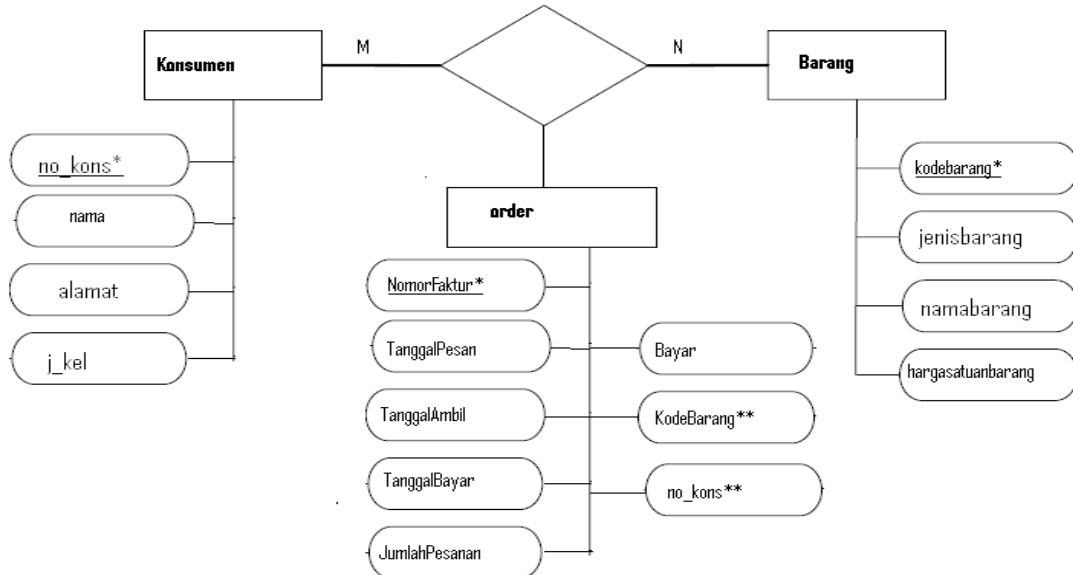 Konsumen
M
N
Barang
no_kons*
nama
alamat
j_kel
order
NomorFaktur*
TanggalPesan
TanggalAmbil
TanggalBayar
JumlahPesanan
Bayar
KodeBarang**
no_kons**
kodebarang*
jenisbarang
namabarang
hargasatuanbarang